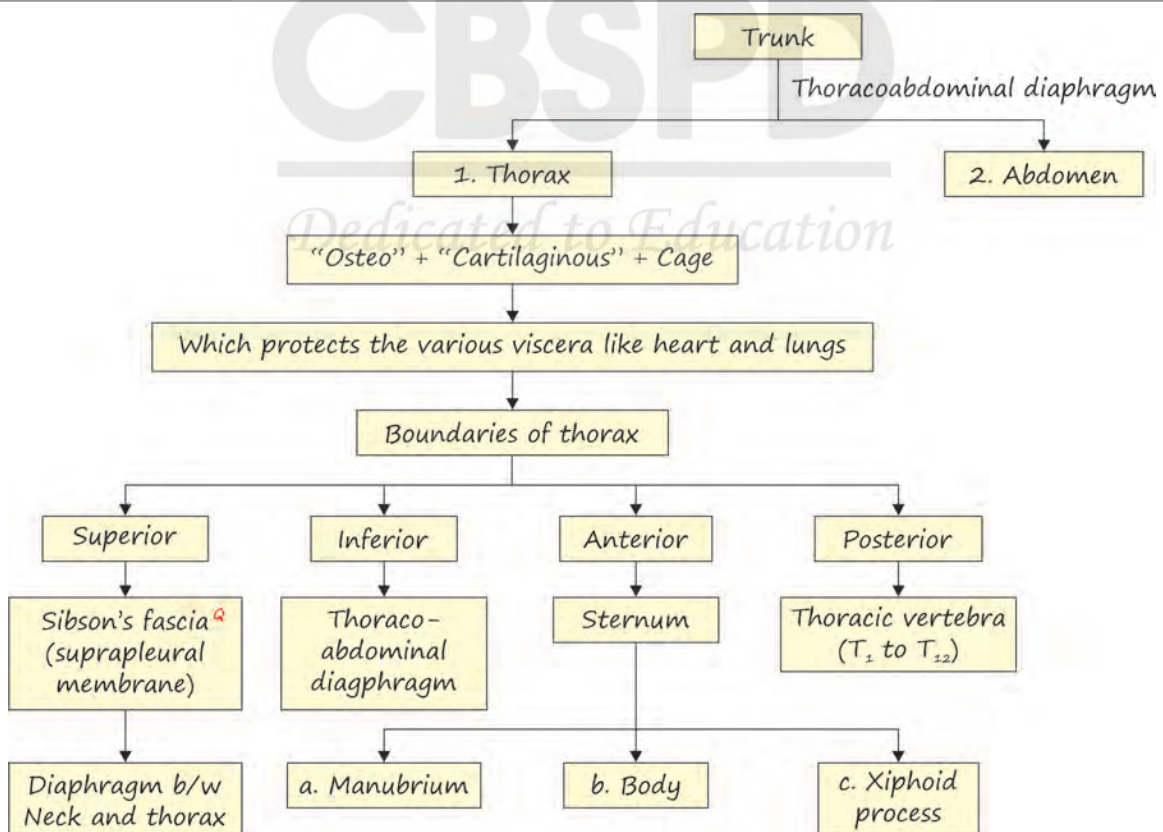 CBSPD
Dedicated to Education
Trunk
Thoracoabdominal diaphragm
1. Thorax
2. Abdomen
“Osteo” + “Cartilaginous” + Cage
Which protects the various viscera like heart and lungs
Boundaries of thorax
Superior
Inferior
Anterior
Posterior
Sibson's fascia Q
(suprapleural
membrane)
Thoraco-
abdominal
diagphragm
Sternum
Thoracic vertebra
(T₁ to T₁₂)
Diaphragm b/w
Neck and thorax
a. Manubrium
b. Body
c. Xiphoid
process